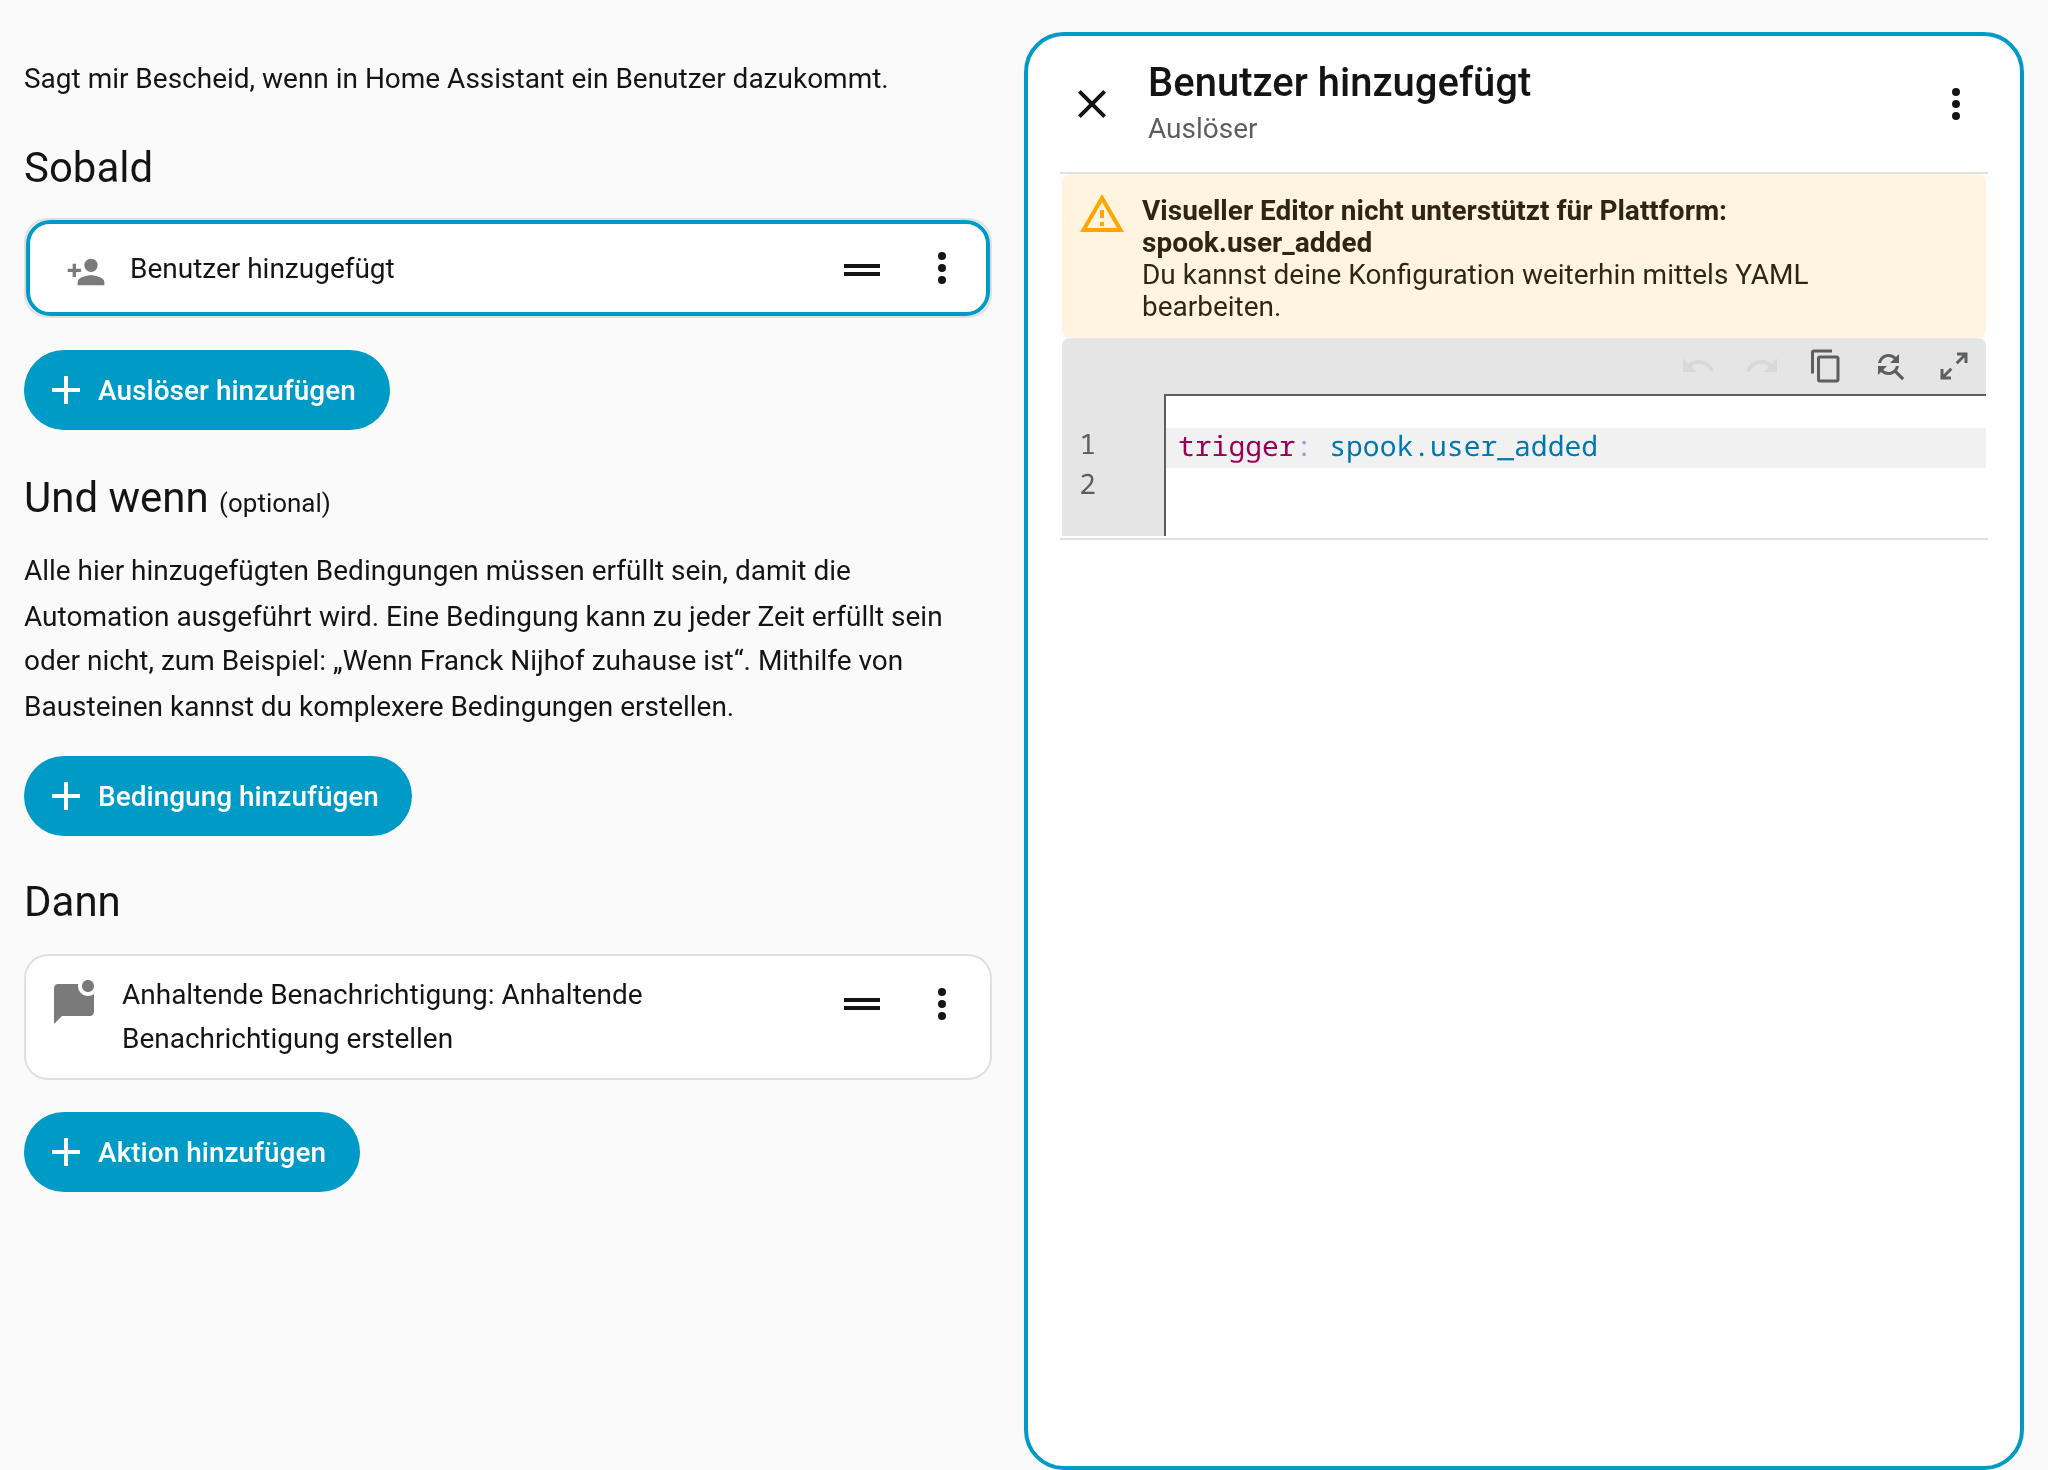 Sagt mir Bescheid, wenn in Home Assistant ein Benutzer dazukommt.
Sobald
Benutzer hinzugefügt
Auslöser hinzufügen
Und wenn (optional)
Alle hier hinzugefügten Bedingungen müssen erfüllt sein, damit die
Automation ausgeführt wird. Eine Bedingung kann zu jeder Zeit erfüllt sein
oder nicht, zum Beispiel: „Wenn Franck Nijhof zuhause ist“. Mithilfe von
Bausteinen kannst du komplexere Bedingungen erstellen.
Bedingung hinzufügen
Dann
Anhaltende Benachrichtigung: Anhaltende
Benachrichtigung erstellen
Aktion hinzufügen
Benutzer hinzugefügt
Auslöser
Visueller Editor nicht unterstützt für Plattform:
spook.user_added
Du kannst deine Konfiguration weiterhin mittels YAML
bearbeiten.
1 trigger: spook.user_added
2